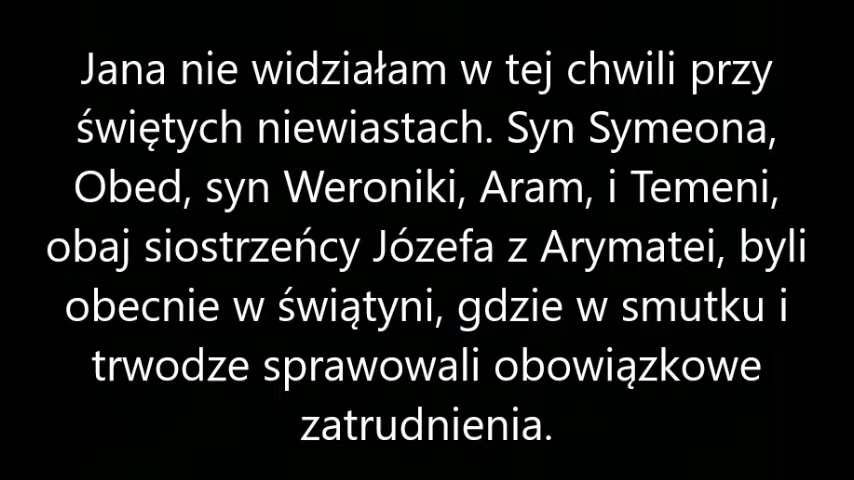 Jana nie widziałam w tej chwili przy
świętych niewiastach. Syn Symeona,
Obed, syn Weroniki, Aram, i Temeni,
obaj siostrzeńcy Józefa z Arymatei, byli
obecnie w świątyni, gdzie w smutku i
trwodze sprawowali obowiązkowe
zatrudnienia.